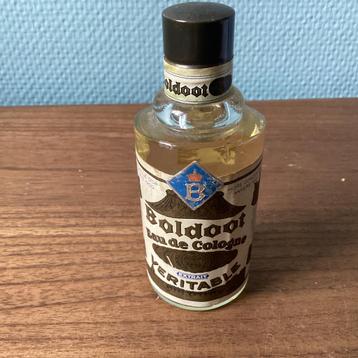 Boldoot
B
Boldoot
Eau de Cologne
EXTRAIT
VERITABLE